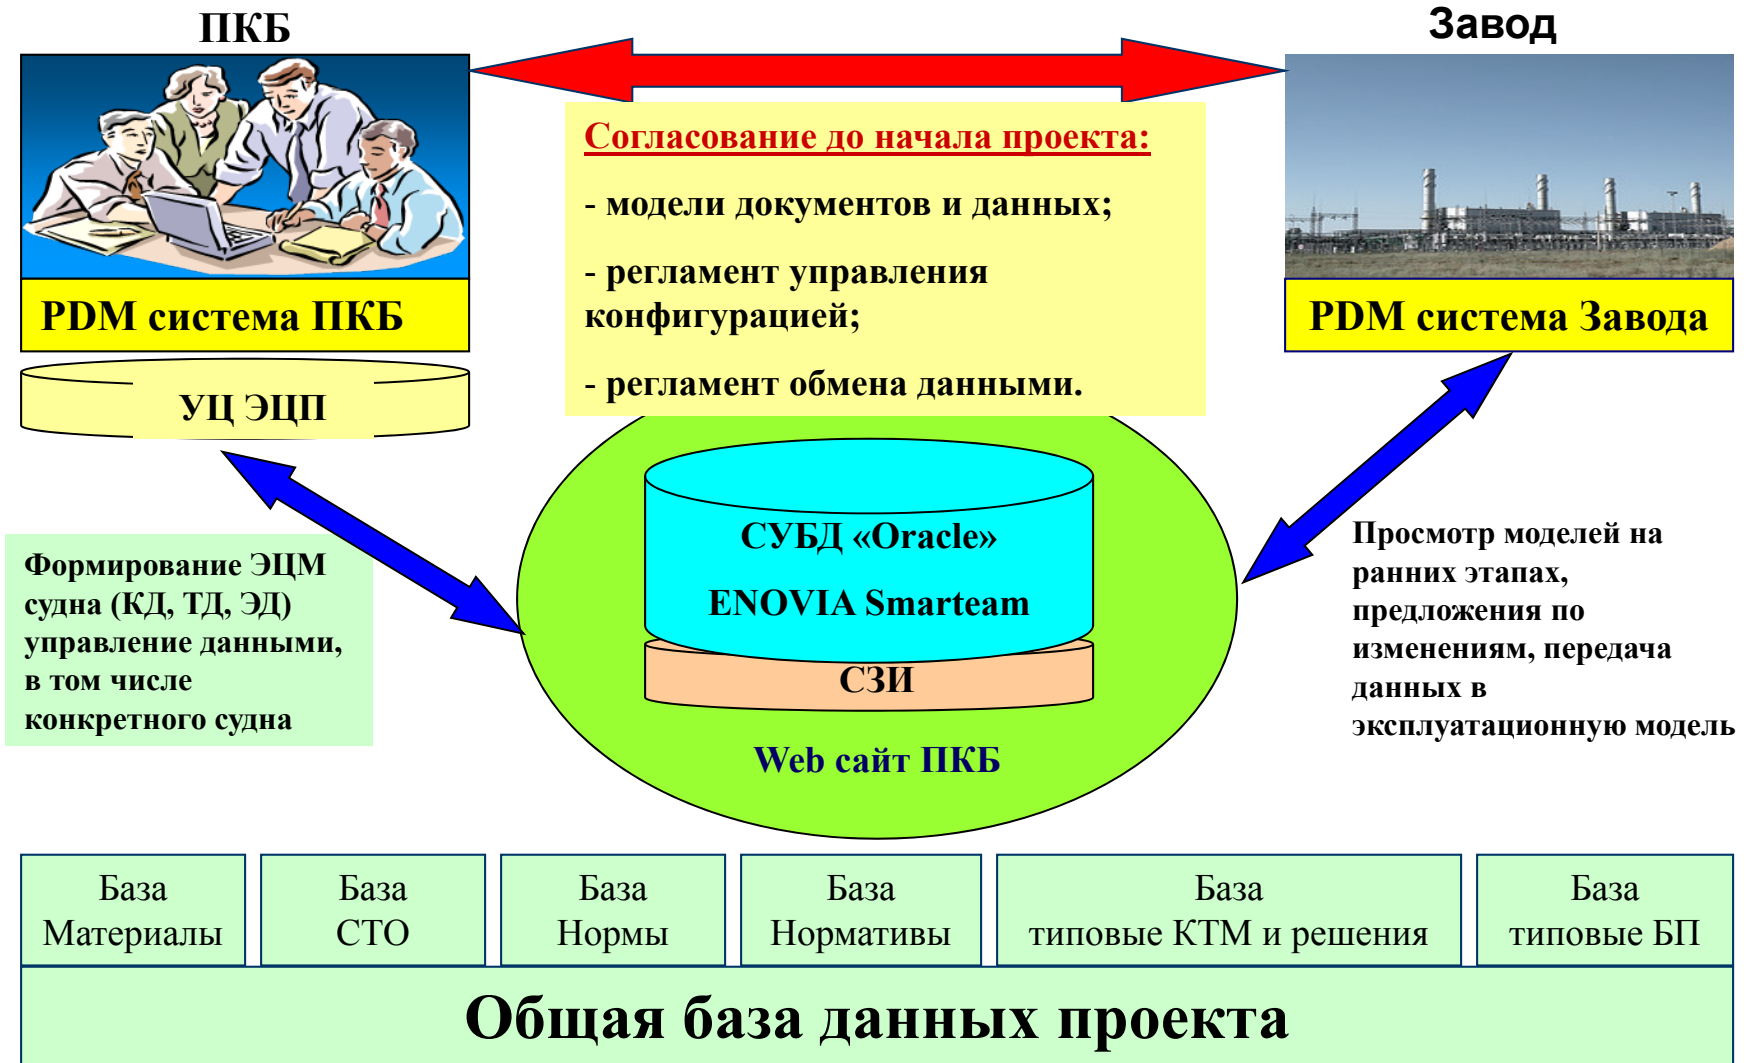 ПКБ
Завод
Согласование до начала проекта:
- модели документов и данных;
- регламент управления
конфигурацией;
- регламент обмена данными.
PDM система ПКБ
PDM система Завода
УЦ ЭЦП
СУБД «Oracle»
ENOVIA Smarteam
СЗИ
Web сайт ПКБ
Формирование ЭЦМ
судна (КД, ТД, ЭД)
управление данными,
в том числе
конкретного судна
Просмотр моделей на
ранних этапах,
предложения по
изменениям, передача
данных в
эксплуатационную модель
База
Материалы
База
СТО
База
Нормы
База
Нормативы
База
типовые КТМ и решения
База
типовые БП
Общая база данных проекта